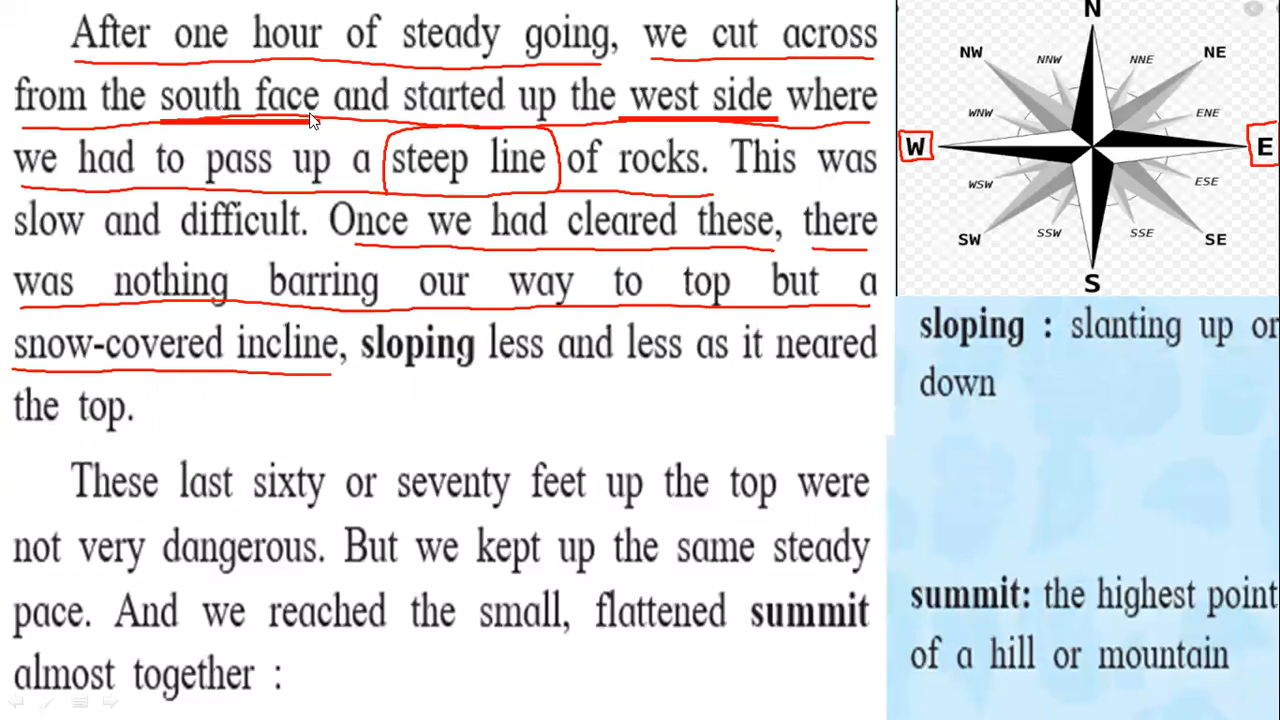 After one hour of steady going, we cut across
from the south face and started up the west side where
we had to pass up a steep line of rocks. This was
slow and difficult. Once we had cleared these, there
was nothing barring our way to top but a
snow-covered incline, sloping less and less as it neared
the top.
These last sixty or seventy feet up the top were
not very dangerous. But we kept up the same steady
pace. And we reached the small, flattened summit
almost together :
N
NW
NNW
NNE
NE
WNW
ENE
W
E
WSW
ESE
SW
SSW
SSE
SE
S
sloping : slanting up or
down
summit: the highest point
of a hill or mountain